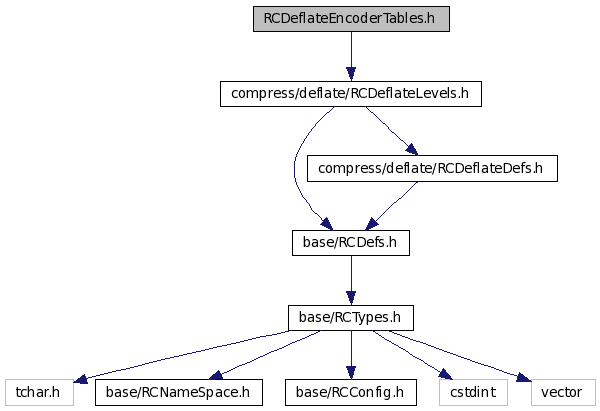 RCDeflateEncoderTables.h
compress/deflate/RCDeflateLevels.h
compress/deflate/RCDeflateDefs.h
base/RCDefs.h
base/RCTypes.h
tchar.h
base/RCNameSpace.h
base/RCConfig.h
cstdint
vector